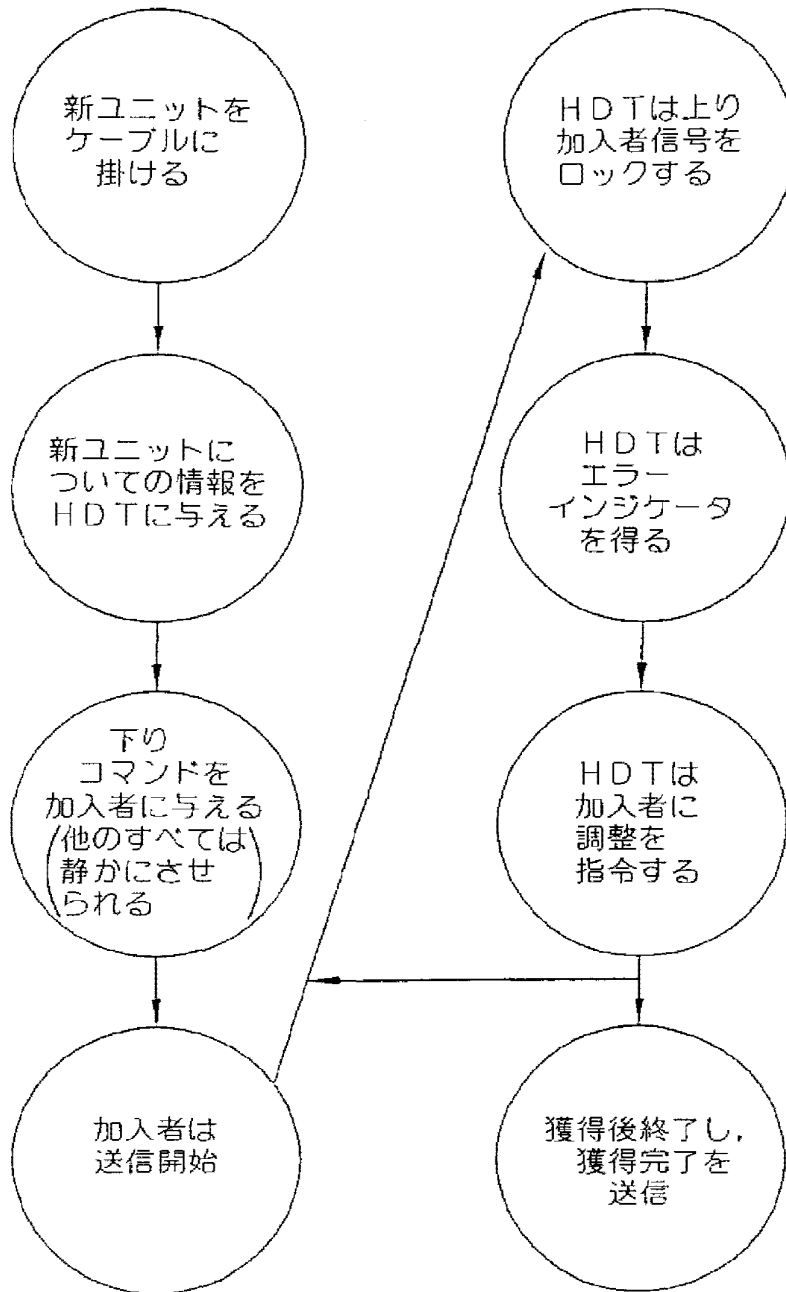 新ユニットを
ケーブルに
掛ける
新ユニットに
ついての情報を
HDTに与える
下り
コマンドを
加入者に与える
(他のすべては
静かにさせ
られる)
加入者は
送信開始
HDTは上り
加入者信号を
ロックする
HDTは
エラー
インジケータ
を得る
HDTは
加入者に
調整を
指令する
獲得後終了し,
獲得完了を
送信